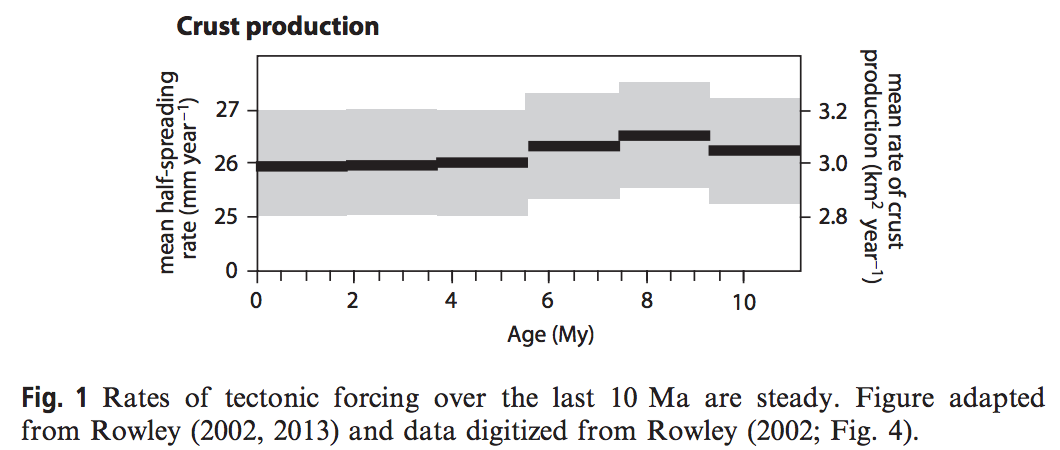 Crust production
mean half-spreading
rate (mm year⁻¹)
27
26
25
0
3.2
3.0
2.8
mean rate of crust
production (km² year⁻¹)
0
2
4
6
8
10
Age (My)
Fig. 1 Rates of tectonic forcing over the last 10 Ma are steady. Figure adapted
from Rowley (2002, 2013) and data digitized from Rowley (2002; Fig. 4).